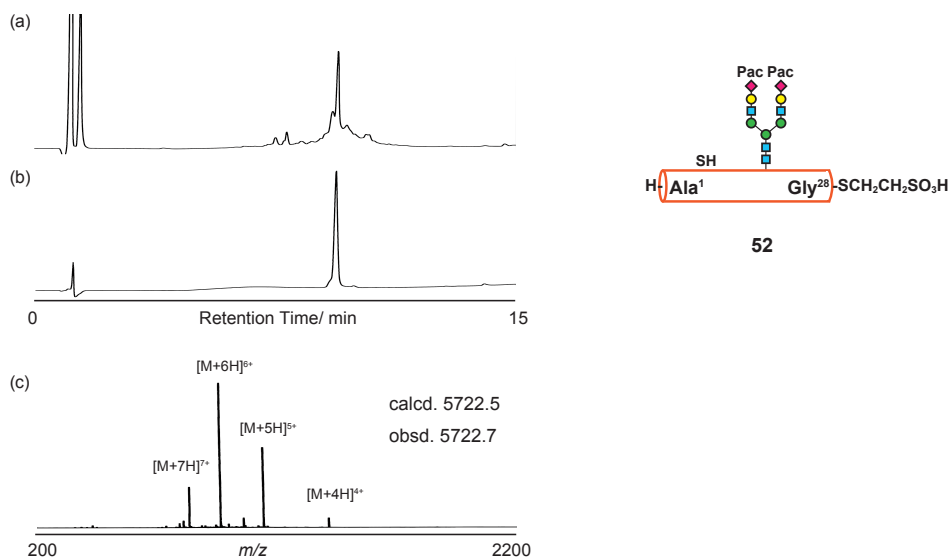 (a)
(b)
0 Retention Time/ min 15
(c)
[M+6H]⁶⁺
[M+5H]⁵⁺
[M+7H]⁷⁺
[M+4H]⁴⁺
calcd. 5722.5
obsd. 5722.7
200 m/z 2200
Pac Pac
SH
H- Ala¹ Gly²⁸ -SCH₂CH₂SO₃H
52